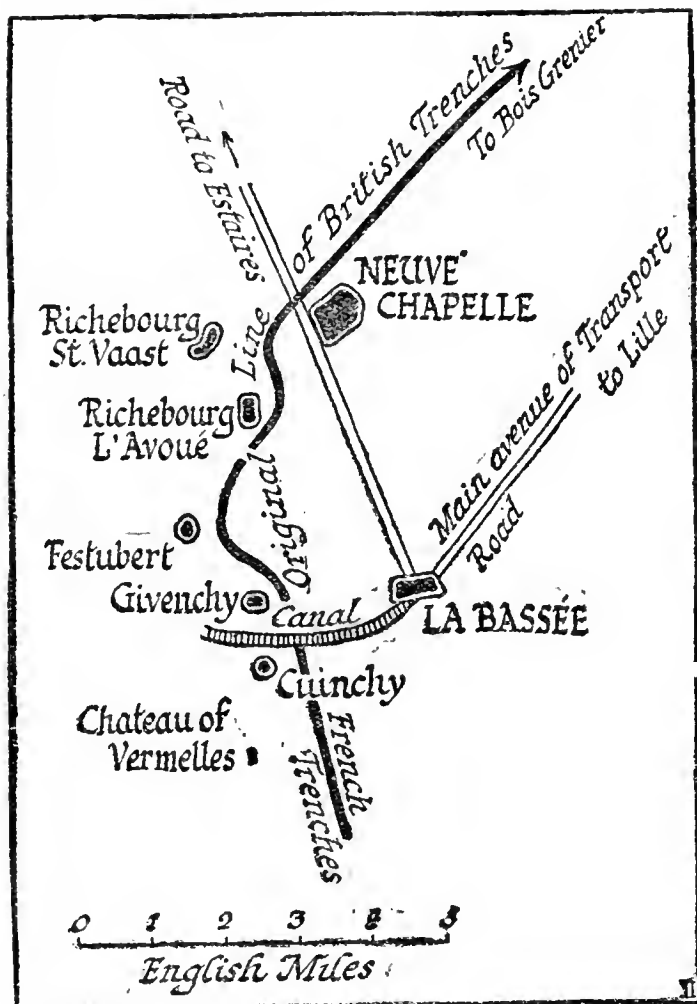 Road to Estaires
Original Line of British Trenches
To Bois Grenier
NEUVE
CHAPELLE
Richebourg
St. Vaast
Richebourg
L'Avoué
Main avenue of Transport
to Lille
Road
Festubert
Givenchy
Canal
LA BASSÉE
Cuinchy
Chateau of
Vermelles
French
Trenches
0 1 2 3 5
English Miles